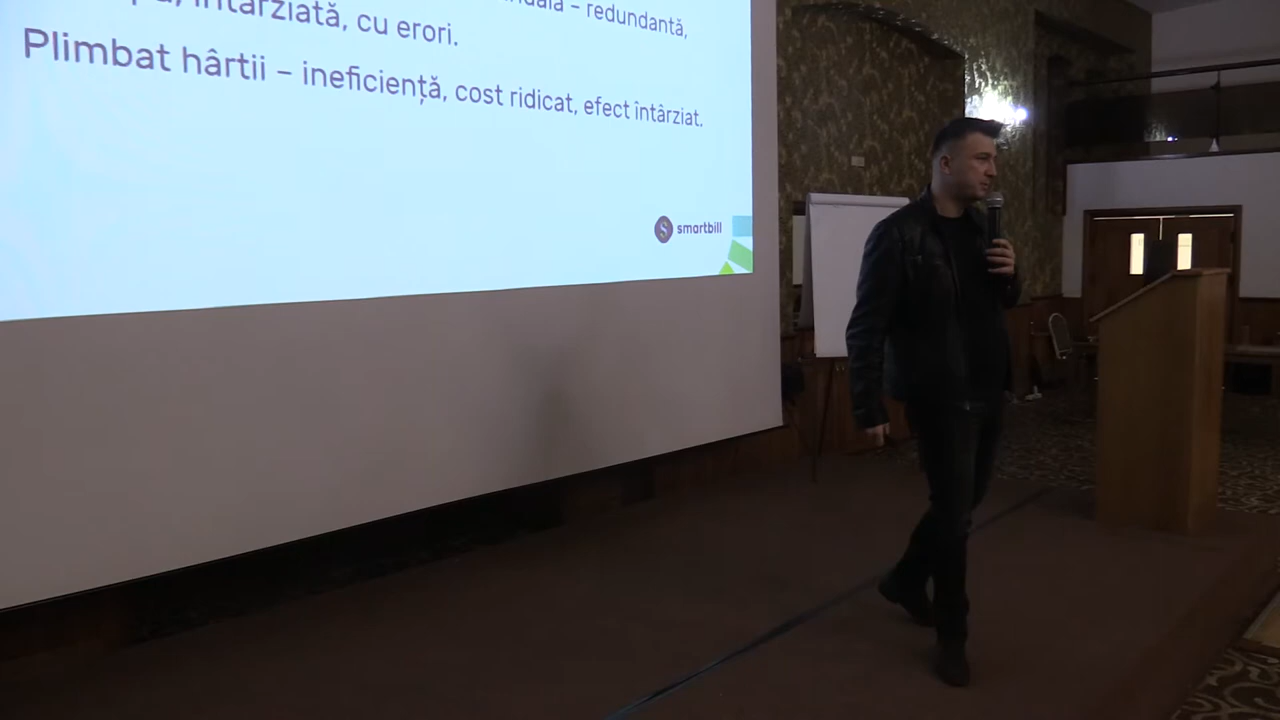 – redundantă,
întârziată, cu erori.
Plimbat hârtii – ineficiență, cost ridicat, efect întârziat.
smartbill